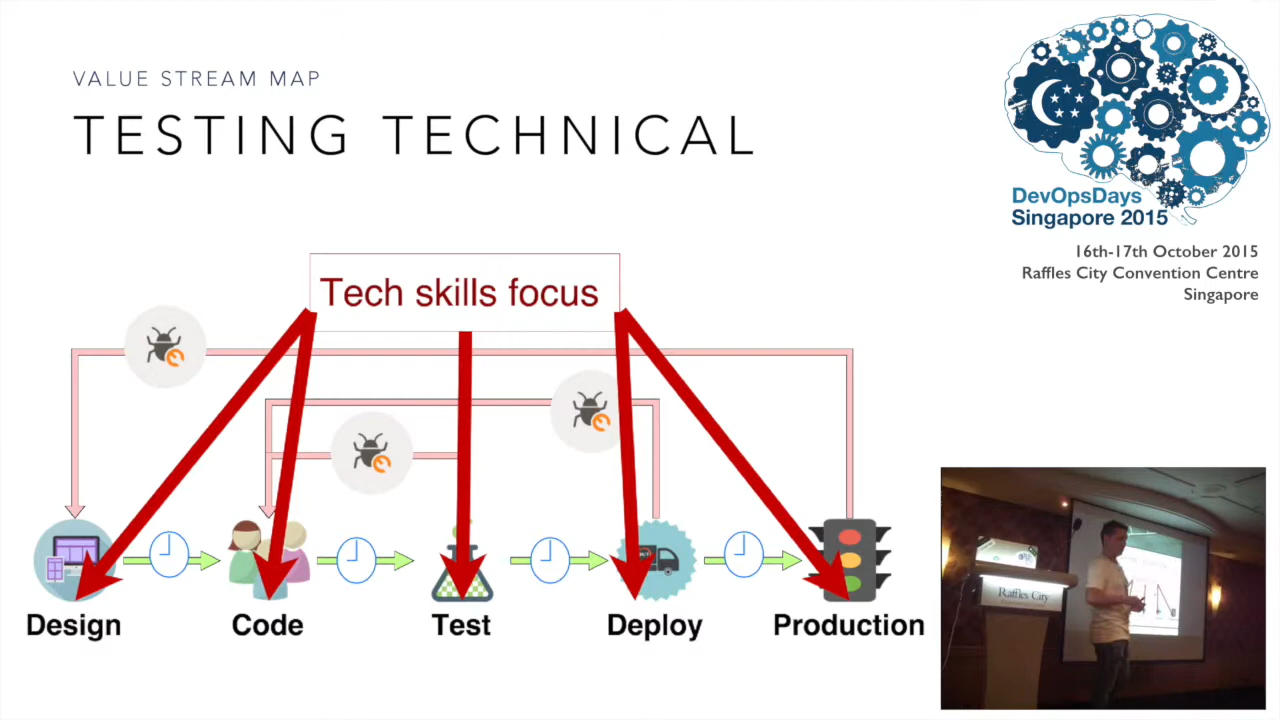 VALUE STREAM MAP
TESTING TECHNICAL
DevOpsDays
Singapore 2015
16th-17th October 2015
Raffles City Convention Centre
Singapore
Tech skills focus
Design
Code
Test
Deploy
Production
Raffles City